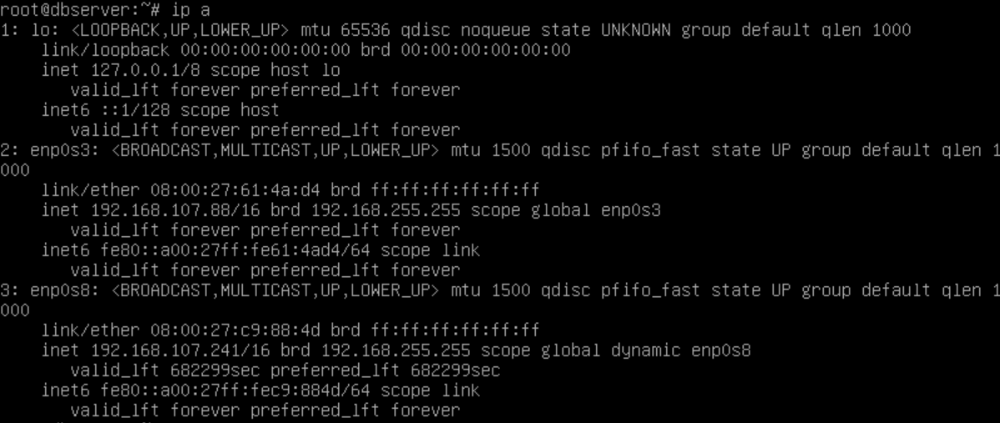 root@dbserver:~# ip a
1: lo: <LOOPBACK,UP,LOWER_UP> mtu 65536 qdisc noqueue state UNKNOWN group default qlen 1000
    link/loopback 00:00:00:00:00:00 brd 00:00:00:00:00:00
    inet 127.0.0.1/8 scope host lo
       valid_lft forever preferred_lft forever
    inet6 ::1/128 scope host
       valid_lft forever preferred_lft forever
2: enp0s3: <BROADCAST,MULTICAST,UP,LOWER_UP> mtu 1500 qdisc pfifo_fast state UP group default qlen 1
000
    link/ether 08:00:27:61:4a:d4 brd ff:ff:ff:ff:ff:ff
    inet 192.168.107.88/16 brd 192.168.255.255 scope global enp0s3
       valid_lft forever preferred_lft forever
    inet6 fe80::a00:27ff:fe61:4ad4/64 scope link
       valid_lft forever preferred_lft forever
3: enp0s8: <BROADCAST,MULTICAST,UP,LOWER_UP> mtu 1500 qdisc pfifo_fast state UP group default qlen 1
000
    link/ether 08:00:27:c9:88:4d brd ff:ff:ff:ff:ff:ff
    inet 192.168.107.241/16 brd 192.168.255.255 scope global dynamic enp0s8
       valid_lft 682299sec preferred_lft 682299sec
    inet6 fe80::a00:27ff:fec9:884d/64 scope link
       valid_lft forever preferred_lft forever